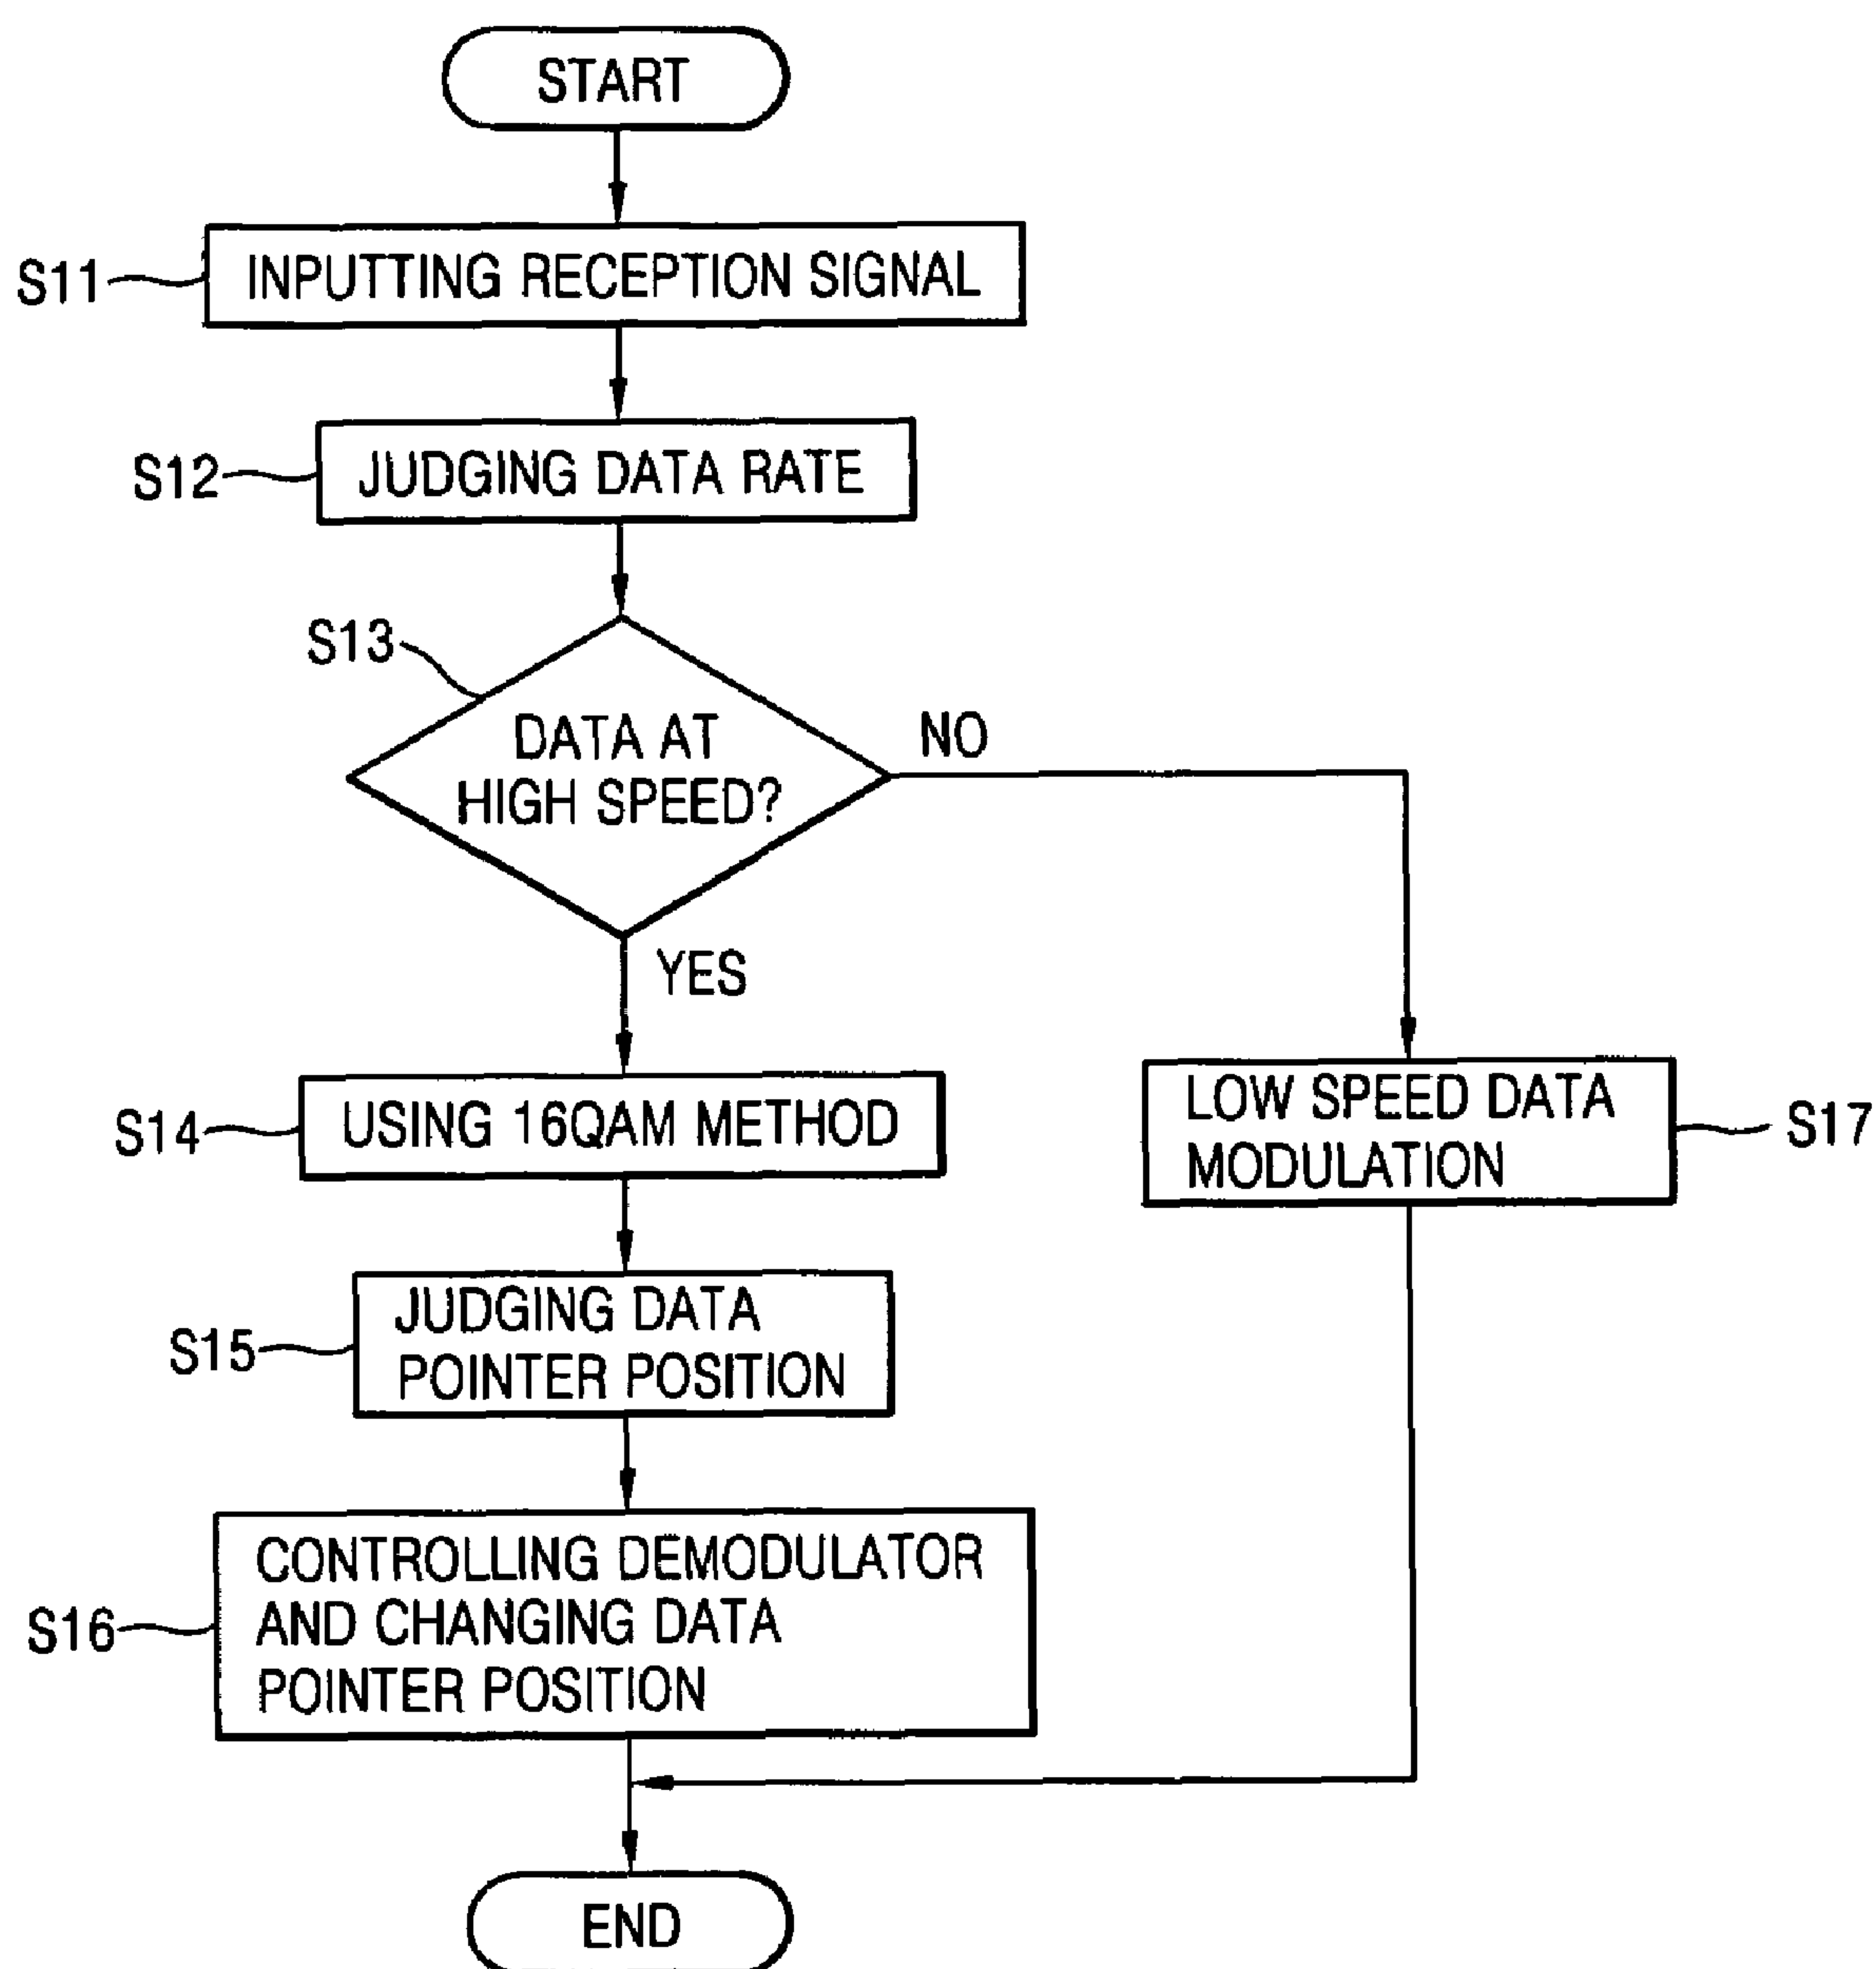 START
S11
INPUTTING RECEPTION SIGNAL
S12
JUDGING DATA RATE
S13
DATA AT
HIGH SPEED?
NO
YES
S14
USING 16QAM METHOD
LOW SPEED DATA
MODULATION
S17
S15
JUDGING DATA
POINTER POSITION
S16
CONTROLLING DEMODULATOR
AND CHANGING DATA
POINTER POSITION
END